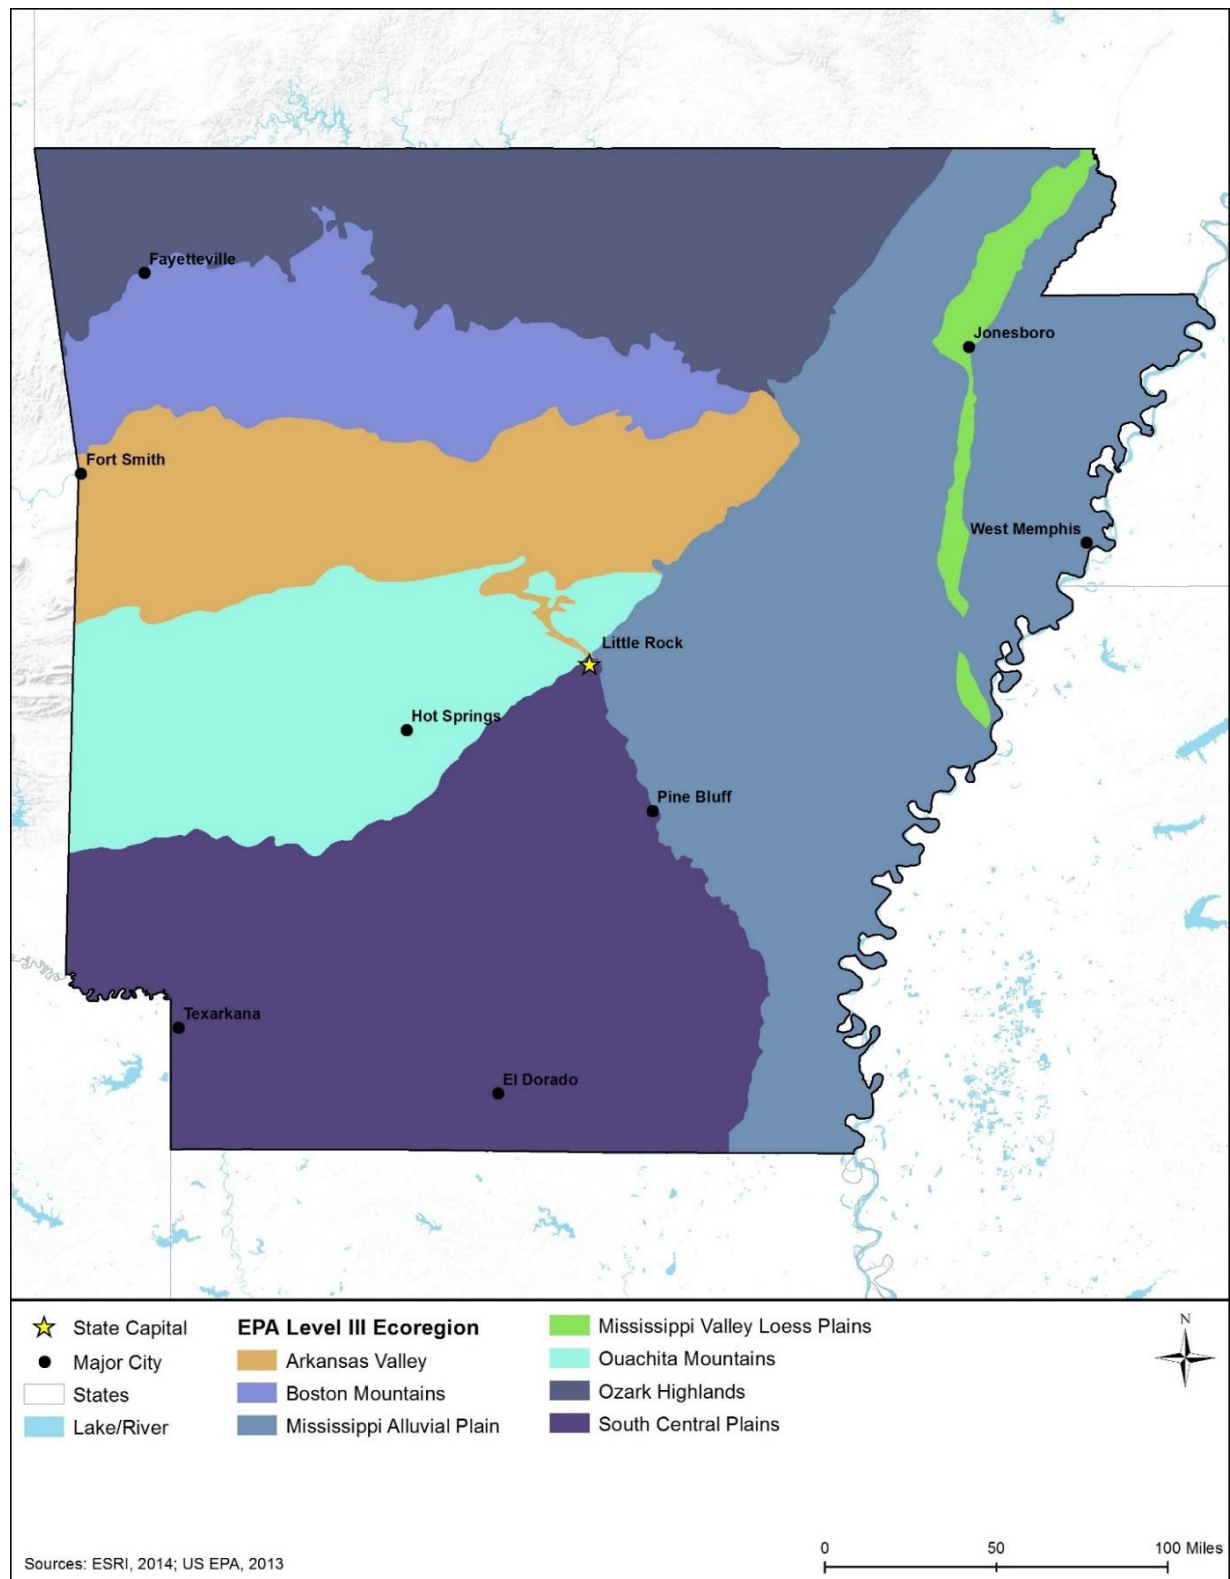 Fayetteville
Jonesboro
Fort Smith
West Memphis
Little Rock
Hot Springs
Pine Bluff
Texarkana
El Dorado
State Capital
Major City
States
Lake/River
EPA Level III Ecoregion
Arkansas Valley
Boston Mountains
Mississippi Alluvial Plain
Mississippi Valley Loess Plains
Ouachita Mountains
Ozark Highlands
South Central Plains
N
Sources: ESRI, 2014; US EPA, 2013
0 50 100 Miles